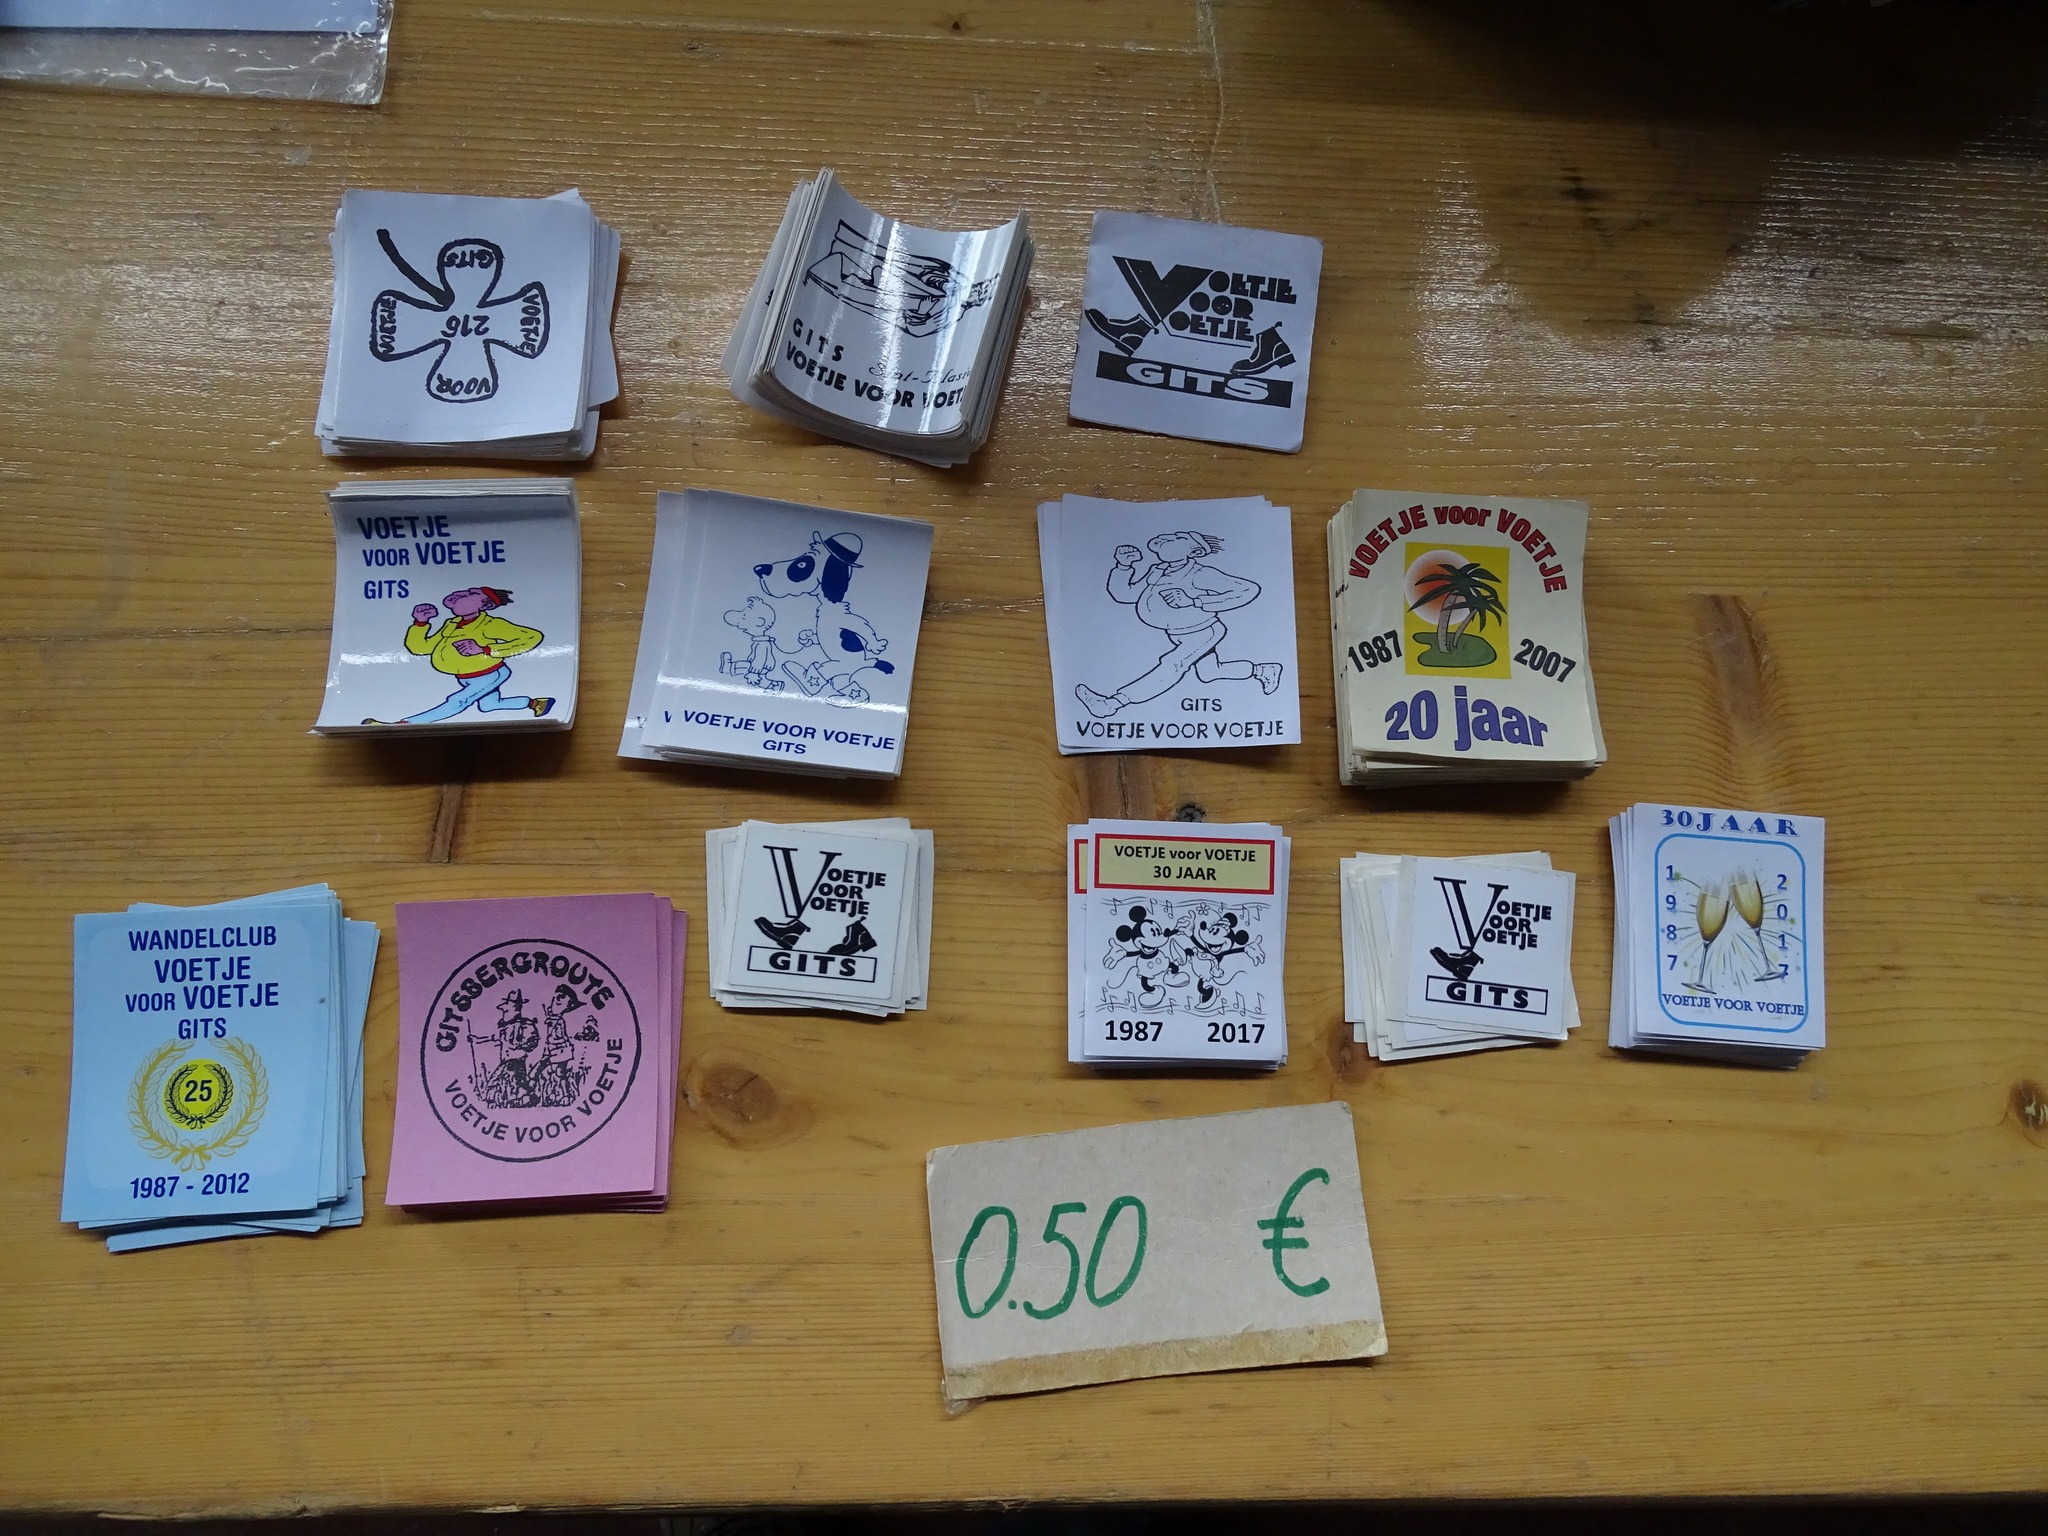 GITS
VOETJE
216
VOETJE
VOOR
GITS
VOETJE VOOR
VOETJE
VOOR
VOETJE
GITS
VOETJE
VOOR VOETJE
GITS
VOETJE VOOR VOETJE
GITS
GITS
VOETJE VOOR VOETJE
VOETJE voor VOETJE
1987 2007
20 jaar
WANDELCLUB
VOETJE
VOOR VOETJE
GITS
25
1987 - 2012
GITSBERGROUTE
VOETJE VOOR VOETJE
VOETJE
VOOR
VOETJE
GITS
VOETJE voor VOETJE
30 JAAR
1987 2017
VOETJE
VOOR
VOETJE
GITS
30 JAAR
1987
2017
VOETJE VOOR VOETJE
0.50 €